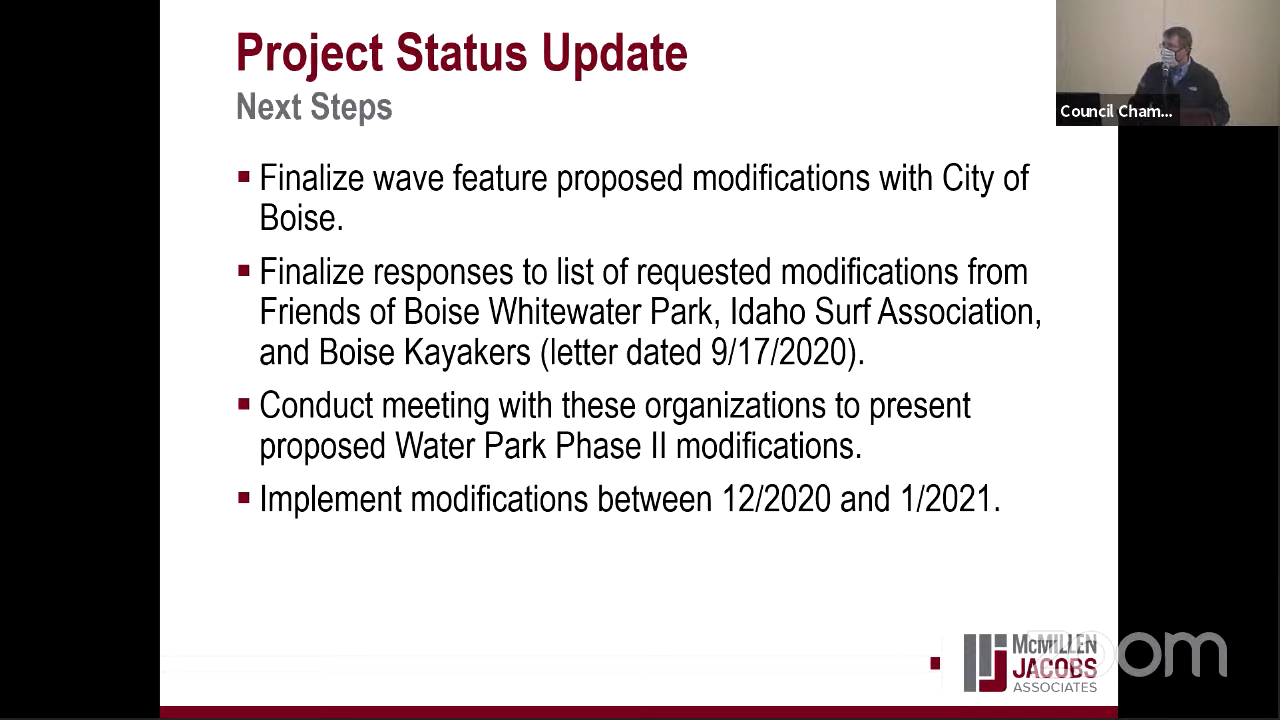 Project Status Update
Next Steps
Council Cham...
Finalize wave feature proposed modifications with City of
Boise.
Finalize responses to list of requested modifications from
Friends of Boise Whitewater Park, Idaho Surf Association,
and Boise Kayakers (letter dated 9/17/2020).
Conduct meeting with these organizations to present
proposed Water Park Phase II modifications.
Implement modifications between 12/2020 and 1/2021.
McMILLEN
JACOBS
ASSOCIATES
zoom